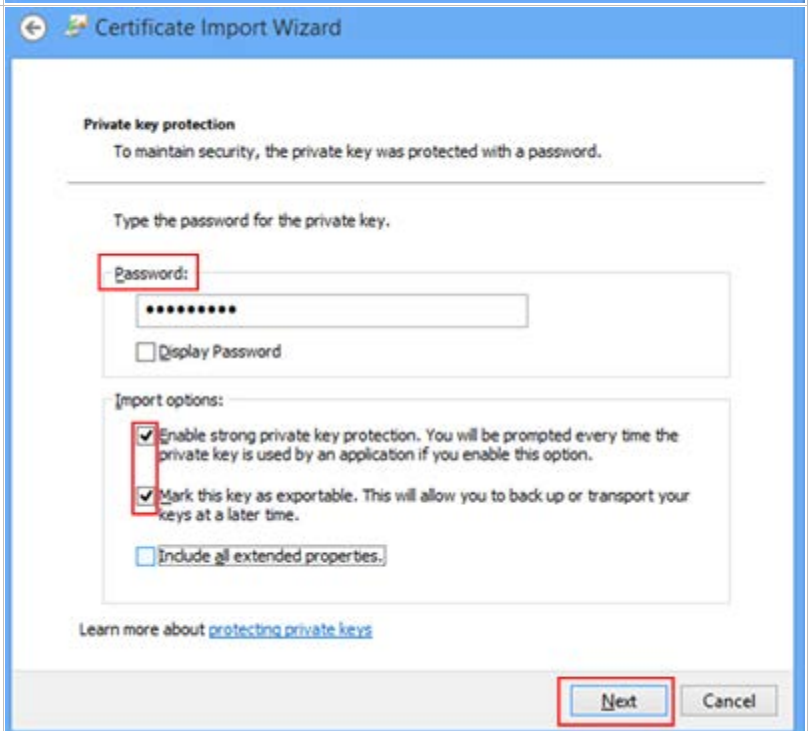 Certificate Import Wizard
Private key protection
To maintain security, the private key was protected with a password.
Type the password for the private key.
Password:
•••••••••
Display Password
Import options:
Enable strong private key protection. You will be prompted every time the
private key is used by an application if you enable this option.
Mark this key as exportable. This will allow you to back up or transport your
keys at a later time.
Include all extended properties.
Learn more about protecting private keys
Next
Cancel